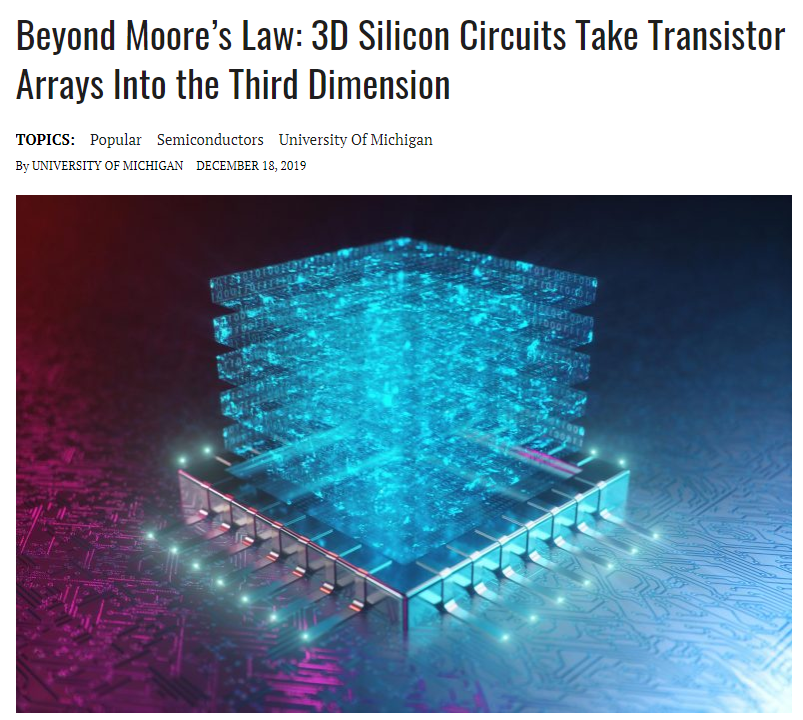 Beyond Moore’s Law: 3D Silicon Circuits Take Transistor
Arrays Into the Third Dimension
TOPICS: Popular Semiconductors University Of Michigan
By UNIVERSITY OF MICHIGAN DECEMBER 18, 2019